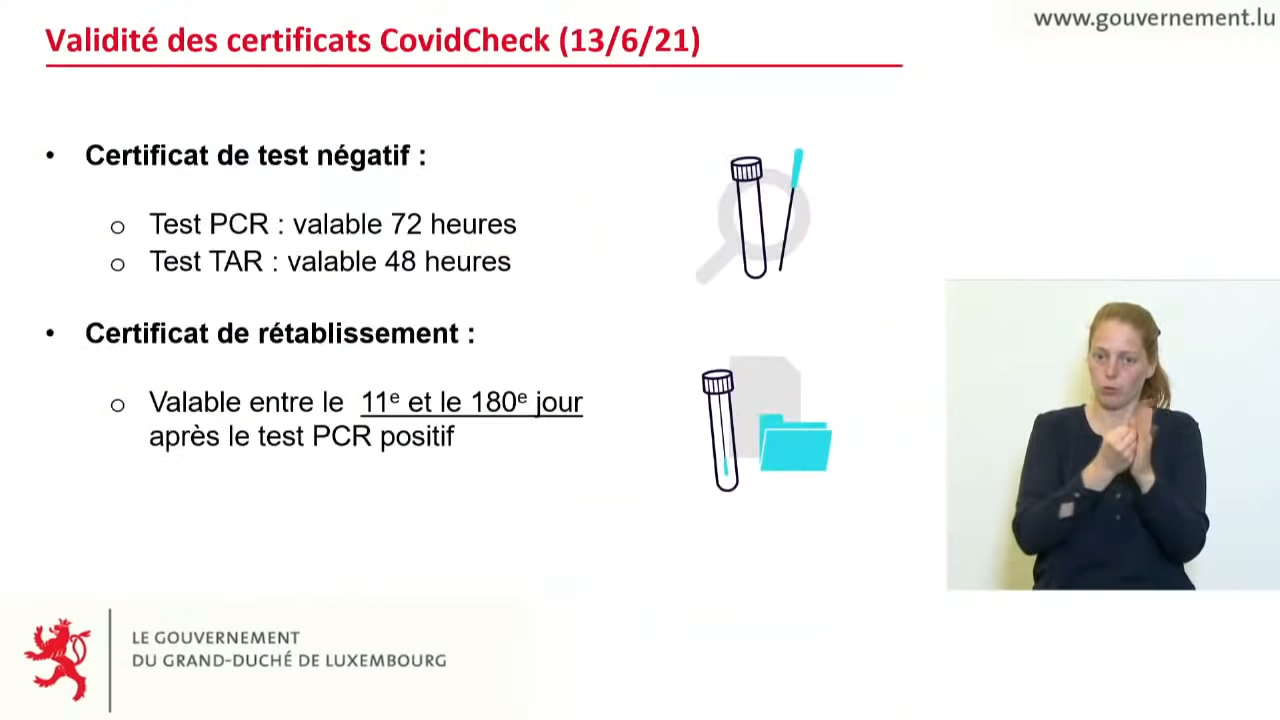 www.gouvernement.lu
Validité des certificats CovidCheck (13/6/21)
• Certificat de test négatif :
o Test PCR : valable 72 heures
o Test TAR : valable 48 heures
• Certificat de rétablissement :
o Valable entre le 11ᵉ et le 180ᵉ jour
après le test PCR positif
LE GOUVERNEMENT
DU GRAND-DUCHÉ DE LUXEMBOURG